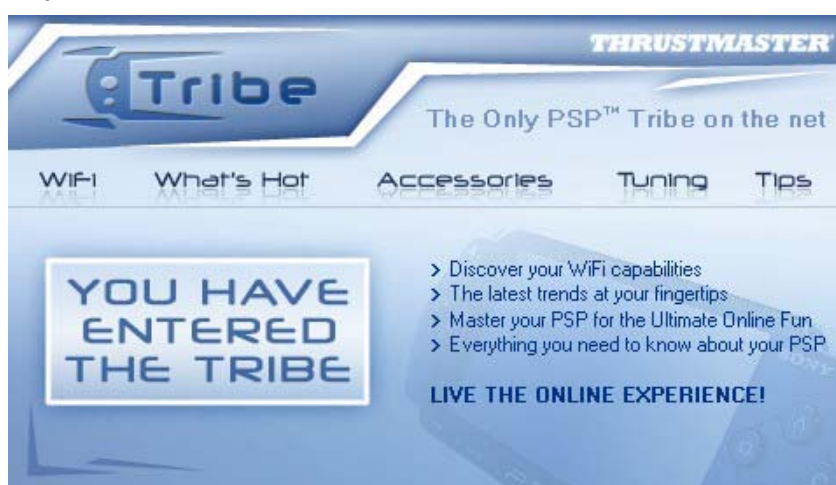 THRUSTMASTER
Tribe
The Only PSP™ Tribe on the net
WiFi What's Hot Accessories Tuning Tips
YOU HAVE
ENTERED
THE TRIBE
> Discover your WiFi capabilities
> The latest trends at your fingertips
> Master your PSP for the Ultimate Online Fun
> Everything you need to know about your PSP
LIVE THE ONLINE EXPERIENCE!
SONY